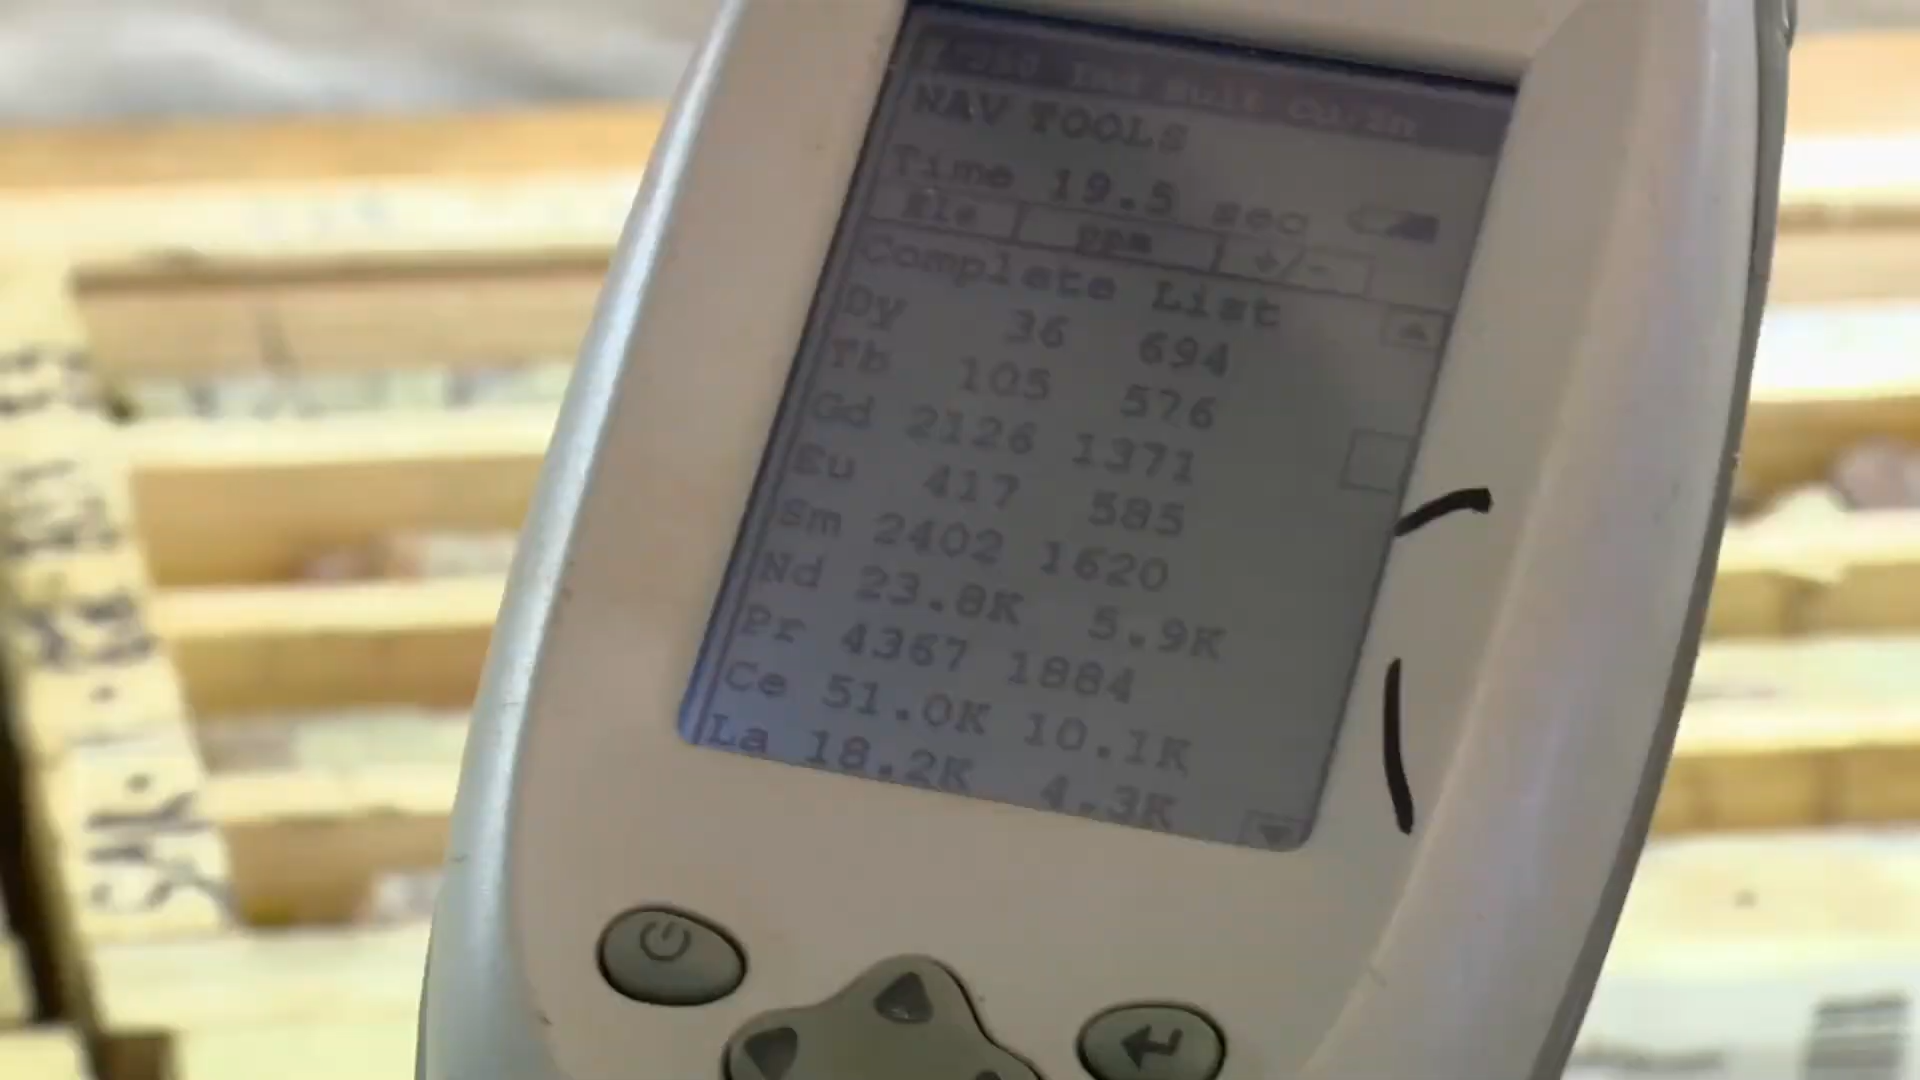 NAV TOOLS
Time 19.5 sec
Ele ppm +/-
Complete List
Dy 36 694
Tb 105 576
Gd 2126 1371
Eu 417 585
Sm 2402 1620
Nd 23.8K 5.9K
Pr 4367 1884
Ce 51.0K 10.1K
La 18.2K 4.3K